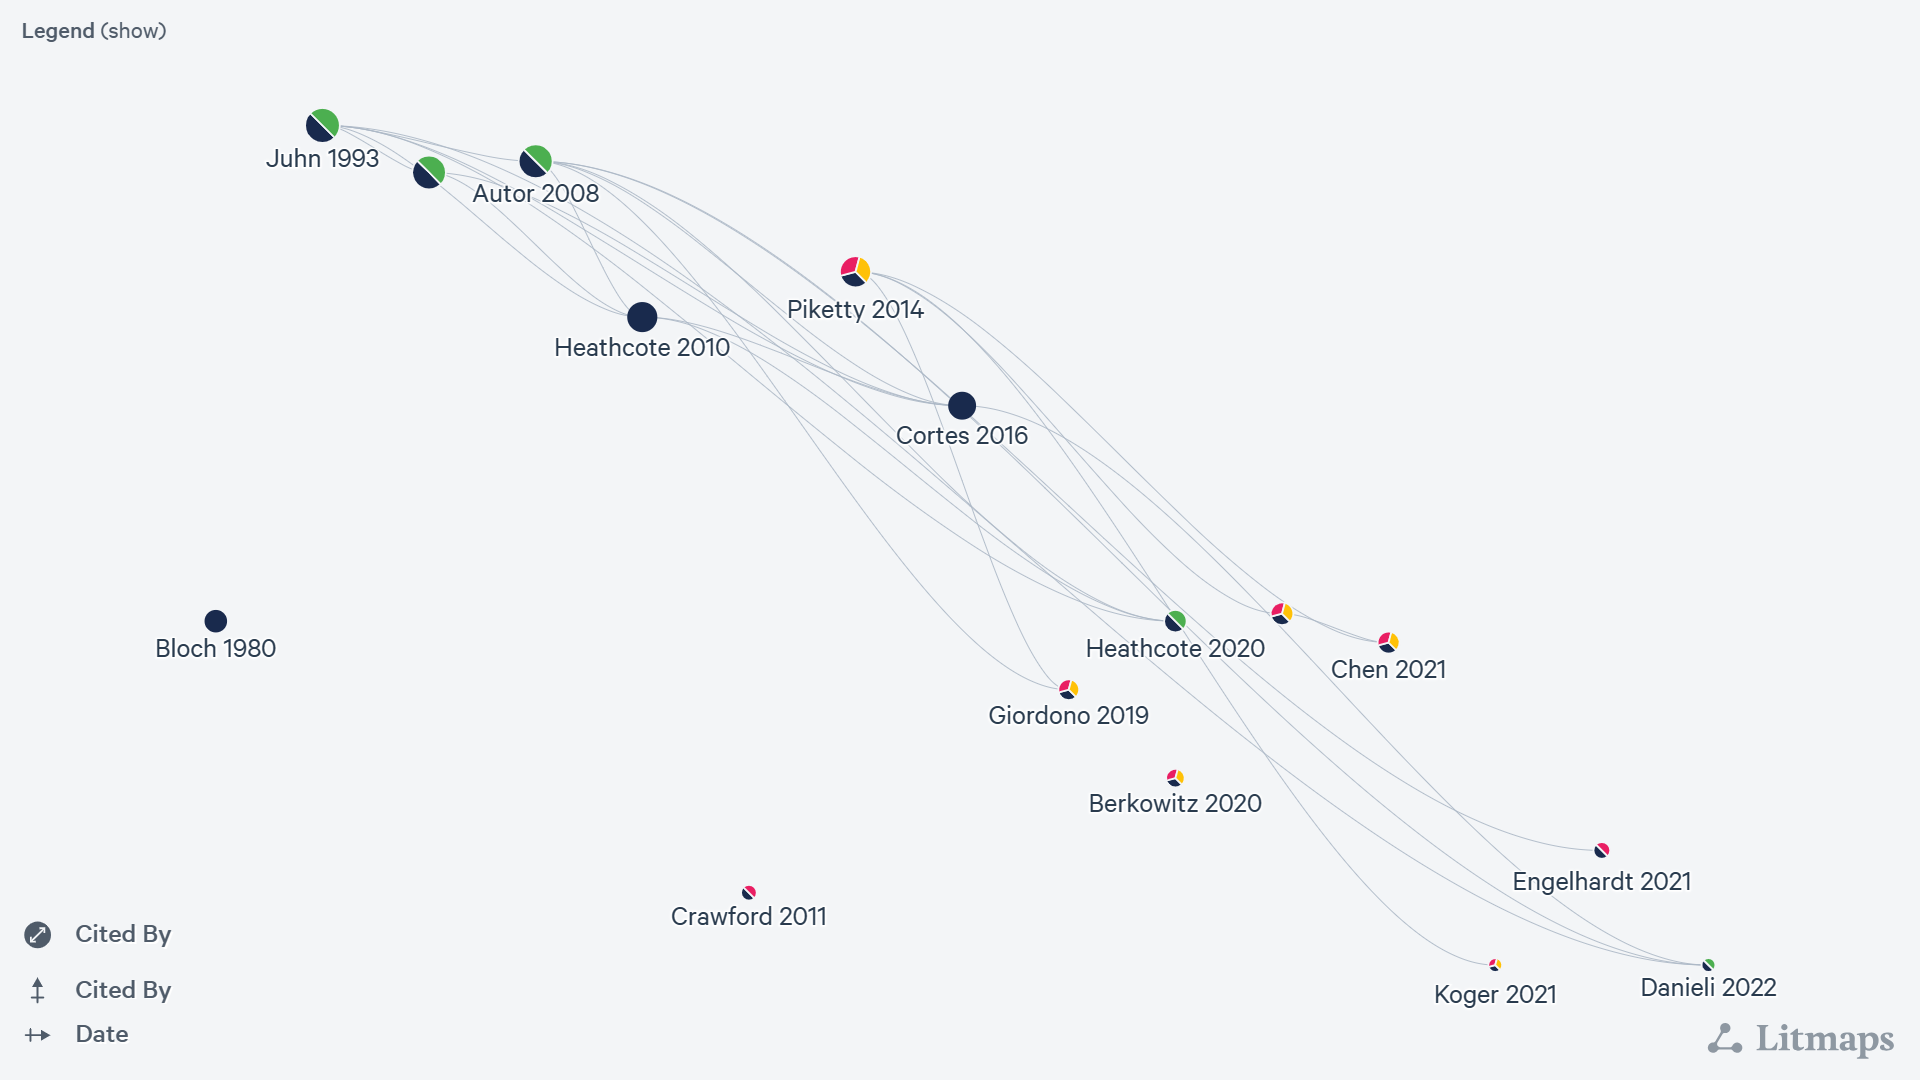 Legend (show)
Juhn 1993
Autor 2008
Piketty 2014
Heathcote 2010
Cortes 2016
Bloch 1980
Heathcote 2020
Chen 2021
Giordono 2019
Berkowitz 2020
Engelhardt 2021
Crawford 2011
Koger 2021
Danieli 2022
Cited By
Cited By
Date
Litmaps